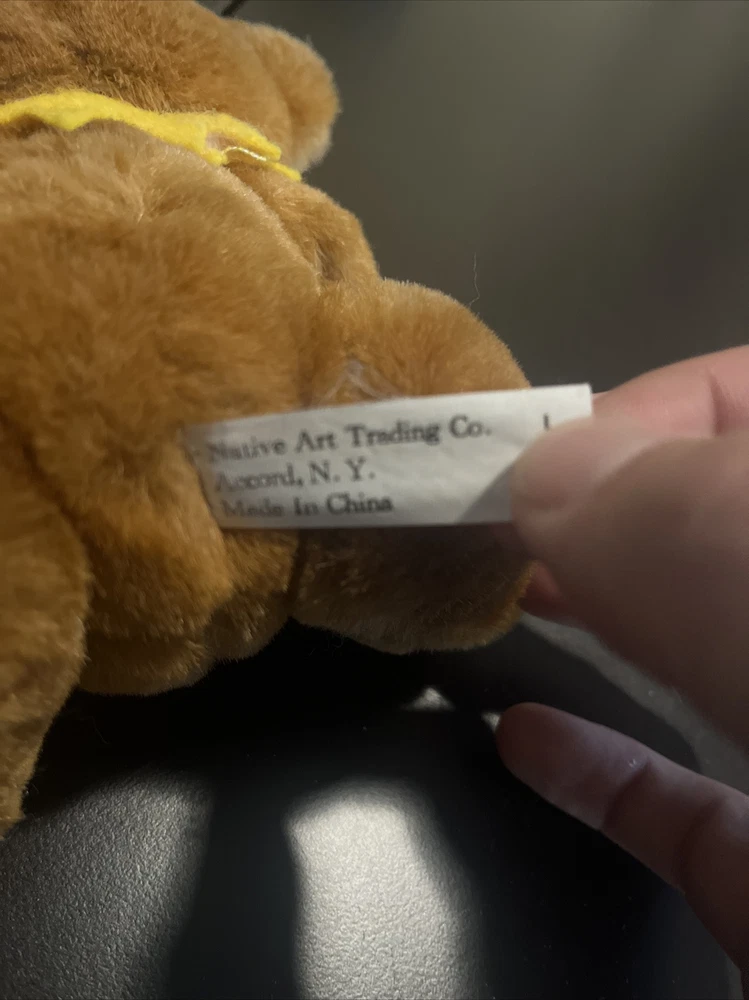 Native Art Trading Co.
Accord, N. Y.
Made In China